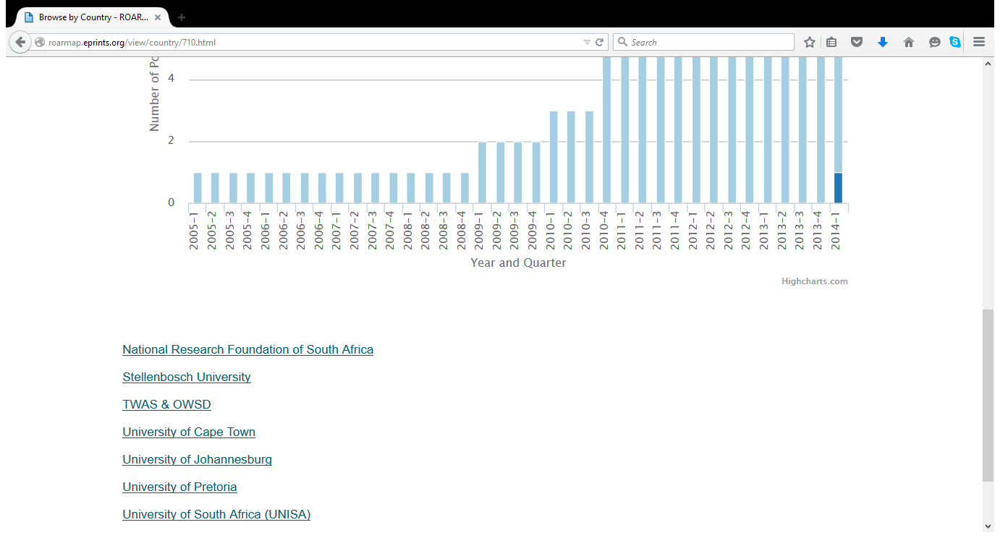 Browse by Country - ROAR...
roarmap.eprints.org/view/country/710.html
Search
Number of Po
4
2
0
2005-1 2005-2 2005-3 2005-4 2006-1 2006-2 2006-3 2006-4 2007-1 2007-2 2007-3 2007-4 2008-1 2008-2 2008-3 2008-4 2009-1 2009-2 2009-3 2009-4 2010-1 2010-2 2010-3 2010-4 2011-1 2011-2 2011-3 2011-4 2012-1 2012-2 2012-3 2012-4 2013-1 2013-2 2013-3 2013-4 2014-1
Year and Quarter
Highcharts.com
National Research Foundation of South Africa
Stellenbosch University
TWAS & OWSD
University of Cape Town
University of Johannesburg
University of Pretoria
University of South Africa (UNISA)